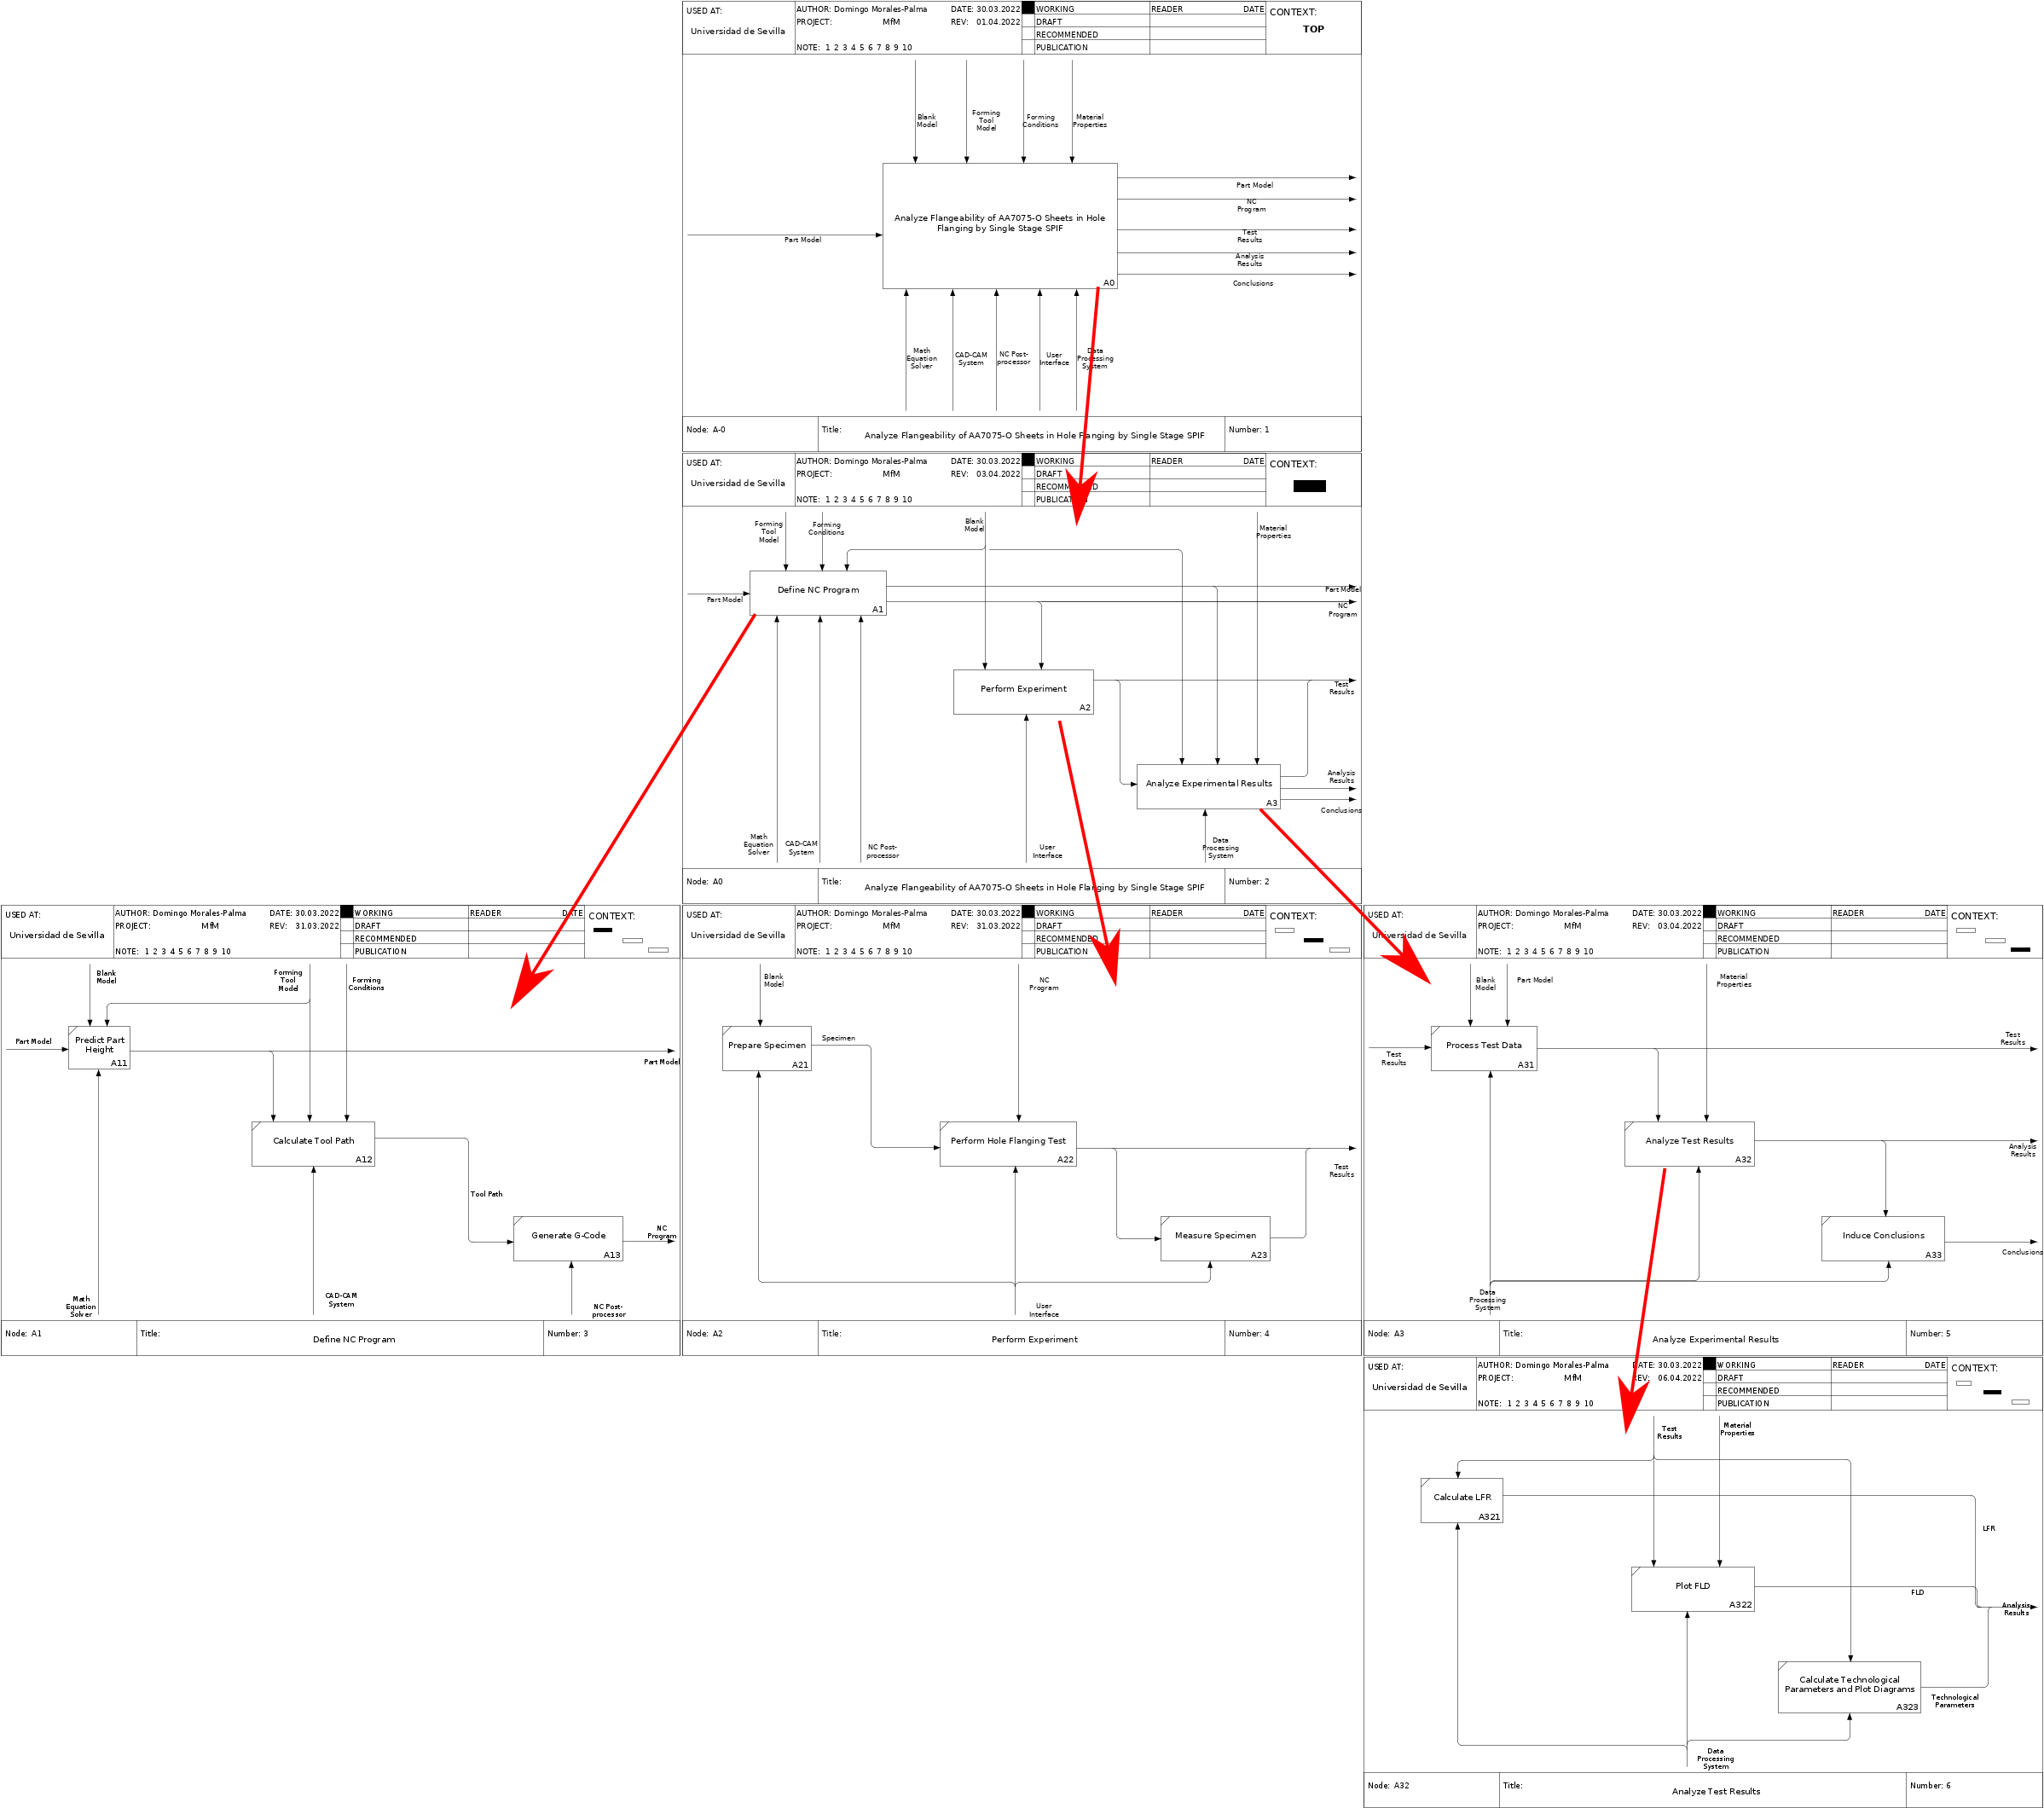 USED AT:
Universidad de Sevilla
AUTHOR: Domingo Morales-Palma DATE: 30.03.2022
PROJECT: MfM REV: 01.04.2022
NOTE: 1 2 3 4 5 6 7 8 9 10
WORKING
DRAFT
RECOMMENDED
PUBLICATION
READER DATE
CONTEXT:
TOP
Blank
Model
Forming
Tool
Model
Forming
Conditions
Material
Properties
Part Model
Analyze Flangeability of AA7075-O Sheets in Hole
Flanging by Single Stage SPIF
A0
Part Model
NC
Program
Test
Results
Analysis
Results
Conclusions
Math
Equation
Solver
CAD-CAM
System
NC Post-
processor
User
Interface
Data
Processing
System
Node: A-0
Title:
Analyze Flangeability of AA7075-O Sheets in Hole Flanging by Single Stage SPIF
Number: 1
USED AT:
Universidad de Sevilla
AUTHOR: Domingo Morales-Palma DATE: 30.03.2022
PROJECT: MfM REV: 03.04.2022
NOTE: 1 2 3 4 5 6 7 8 9 10
WORKING
DRAFT
RECOMMENDED
PUBLICATION
READER DATE
CONTEXT:
Forming
Tool
Model
Forming
Conditions
Blank
Model
Material
Properties
Part Model
Define NC Program
A1
Part Model
NC
Program
Perform Experiment
A2
Test
Results
Analyze Experimental Results
A3
Analysis
Results
Conclusions
Math
Equation
Solver
CAD-CAM
System
NC Post-
processor
User
Interface
Data
Processing
System
Node: A0
Title:
Analyze Flangeability of AA7075-O Sheets in Hole Flanging by Single Stage SPIF
Number: 2
USED AT:
Universidad de Sevilla
AUTHOR: Domingo Morales-Palma DATE: 30.03.2022
PROJECT: MfM REV: 31.03.2022
NOTE: 1 2 3 4 5 6 7 8 9 10
WORKING
DRAFT
RECOMMENDED
PUBLICATION
READER DATE
CONTEXT:
Blank
Model
Forming
Tool
Model
Forming
Conditions
Part Model
Predict Part
Height
A11
Part Model
Calculate Tool Path
A12
Tool Path
Generate G-Code
A13
NC
Program
Math
Equation
Solver
CAD-CAM
System
NC Post-
processor
Node: A1
Title:
Define NC Program
Number: 3
USED AT:
Universidad de Sevilla
AUTHOR: Domingo Morales-Palma DATE: 30.03.2022
PROJECT: MfM REV: 31.03.2022
NOTE: 1 2 3 4 5 6 7 8 9 10
WORKING
DRAFT
RECOMMENDED
PUBLICATION
READER DATE
CONTEXT:
Blank
Model
NC
Program
Prepare Specimen
A21
Specimen
Perform Hole Flanging Test
A22
Test
Results
Measure Specimen
A23
User
Interface
Node: A2
Title:
Perform Experiment
Number: 4
USED AT:
Universidad de Sevilla
AUTHOR: Domingo Morales-Palma DATE: 30.03.2022
PROJECT: MfM REV: 03.04.2022
NOTE: 1 2 3 4 5 6 7 8 9 10
WORKING
DRAFT
RECOMMENDED
PUBLICATION
READER DATE
CONTEXT:
Blank
Model
Part Model
Material
Properties
Test
Results
Process Test Data
A31
Test
Results
Analyze Test Results
A32
Analysis
Results
Induce Conclusions
A33
Conclusions
Data
Processing
System
Node: A3
Title:
Analyze Experimental Results
Number: 5
USED AT:
Universidad de Sevilla
AUTHOR: Domingo Morales-Palma DATE: 30.03.2022
PROJECT: MfM REV: 06.04.2022
NOTE: 1 2 3 4 5 6 7 8 9 10
WORKING
DRAFT
RECOMMENDED
PUBLICATION
READER DATE
CONTEXT:
Test
Results
Material
Properties
Calculate LFR
A321
LFR
Plot FLD
A322
FLD
Analysis
Results
Calculate Technological
Parameters and Plot Diagrams
A323
Technological
Parameters
Data
Processing
System
Node: A32
Title:
Analyze Test Results
Number: 6